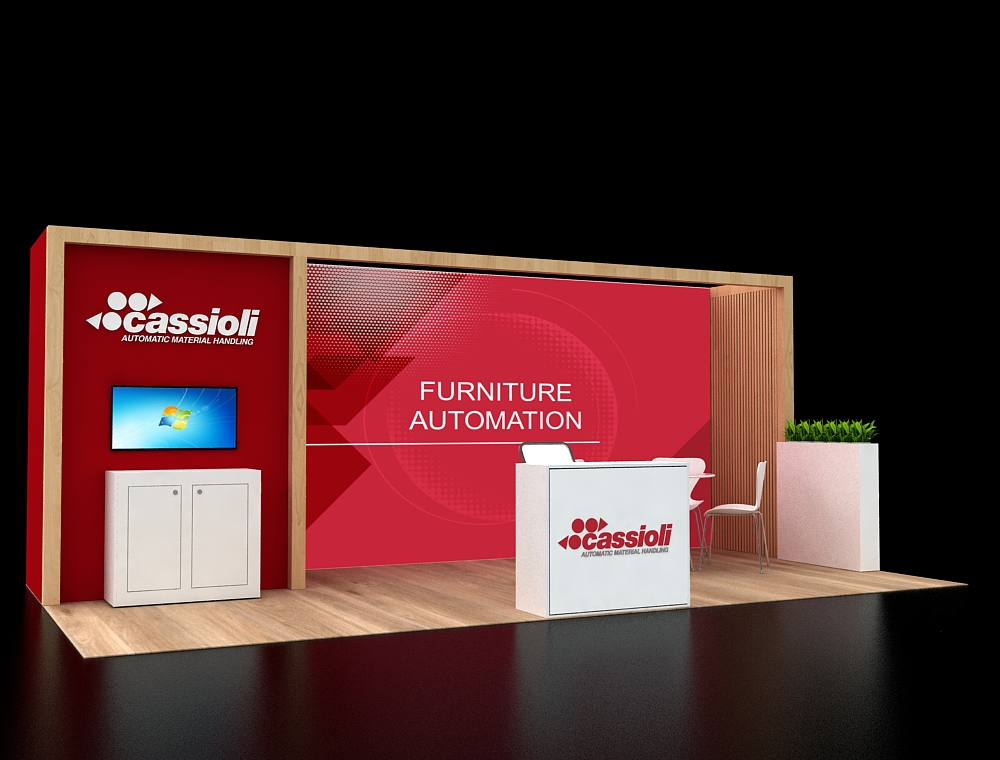 cassioli
AUTOMATIC MATERIAL HANDLING
FURNITURE
AUTOMATION
cassioli
AUTOMATIC MATERIAL HANDLING